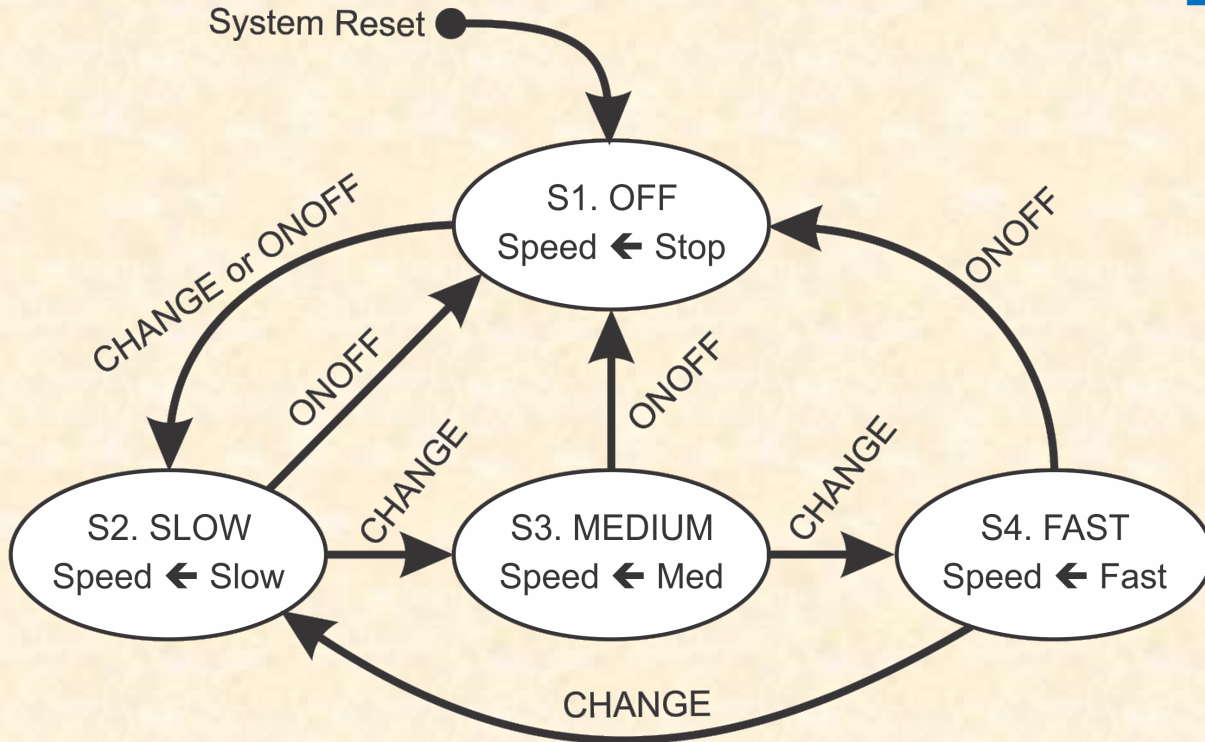 System Reset
S1. OFF
Speed 🡸 Stop
CHANGE or ONOFF
ONOFF
ONOFF
ONOFF
CHANGE
CHANGE
S2. SLOW
Speed 🡸 Slow
S3. MEDIUM
Speed 🡸 Med
S4. FAST
Speed 🡸 Fast
CHANGE